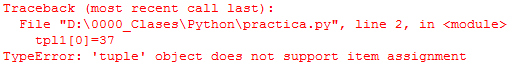 Traceback (most recent call last):
  File "D:\0000_Clases\Python\practica.py", line 2, in <module>
    tpl1[0]=37
TypeError: 'tuple' object does not support item assignment